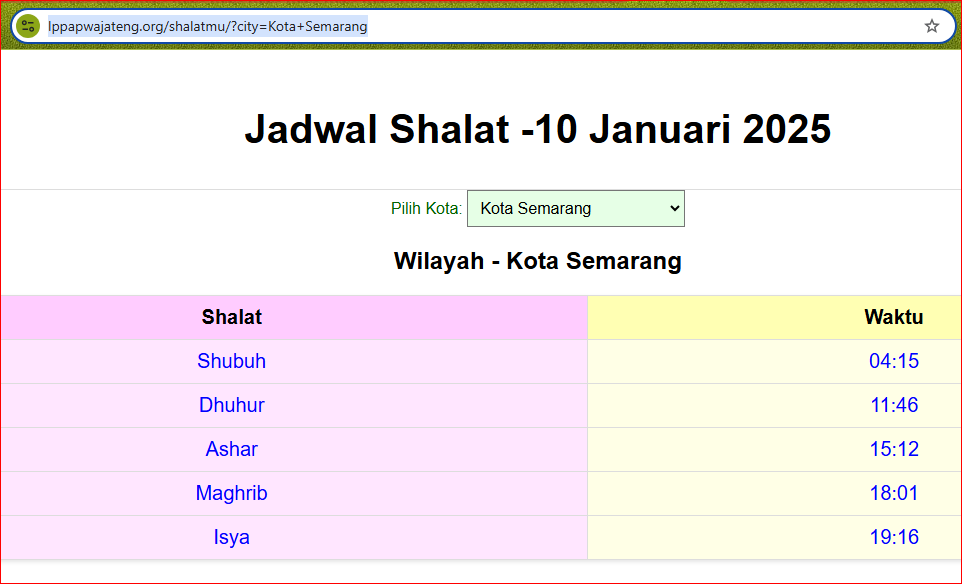 lppapwajateng.org/shalatmu/?city=Kota+Semarang
Jadwal Shalat -10 Januari 2025
Pilih Kota: Kota Semarang
Wilayah - Kota Semarang
Shalat Waktu
Shubuh 04:15
Dhuhur 11:46
Ashar 15:12
Maghrib 18:01
Isya 19:16